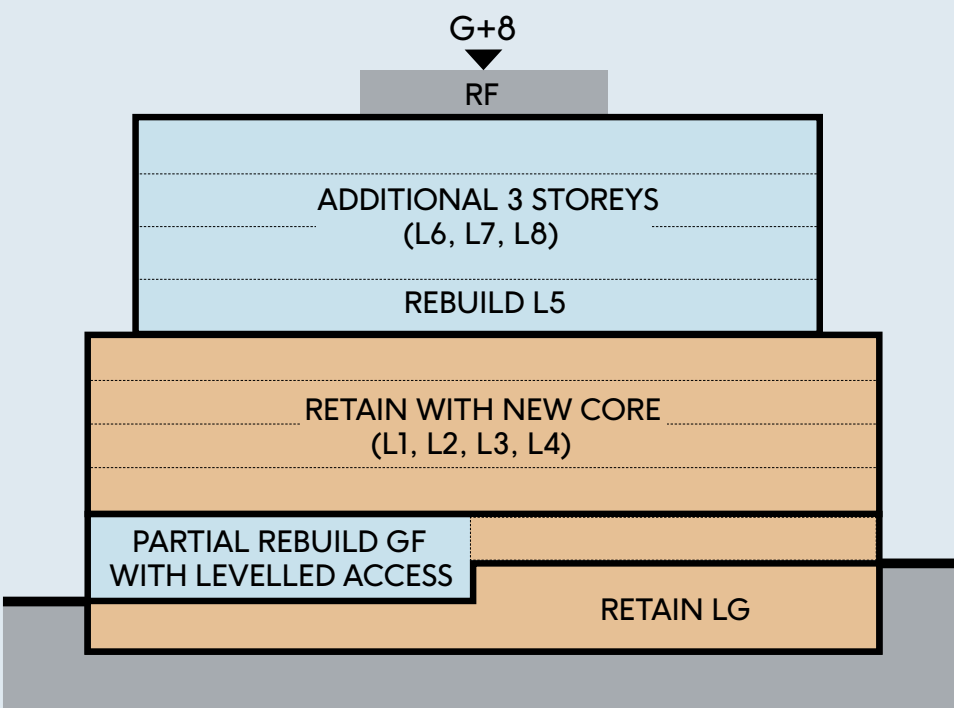 G+8
RF
ADDITIONAL 3 STOREYS
(L6, L7, L8)
REBUILD L5
RETAIN WITH NEW CORE
(L1, L2, L3, L4)
PARTIAL REBUILD GF
WITH LEVELLED ACCESS
RETAIN LG